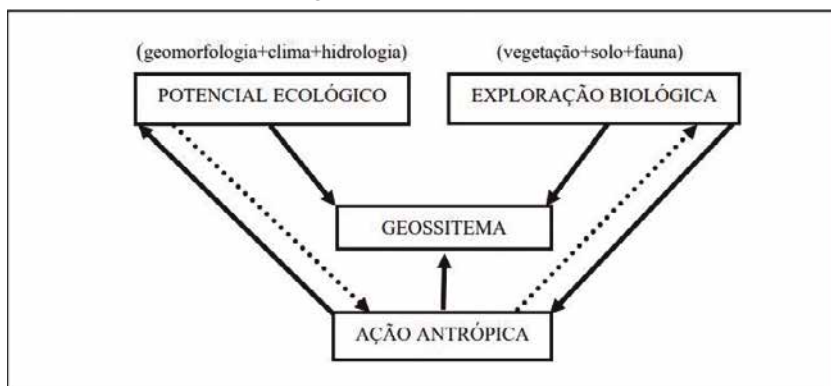 (geomorfologia+clima+hidrologia) (vegetação+solo+fauna)
POTENCIAL ECOLÓGICO EXPLORAÇÃO BIOLÓGICA
GEOSSITEMA
AÇÃO ANTRÓPICA